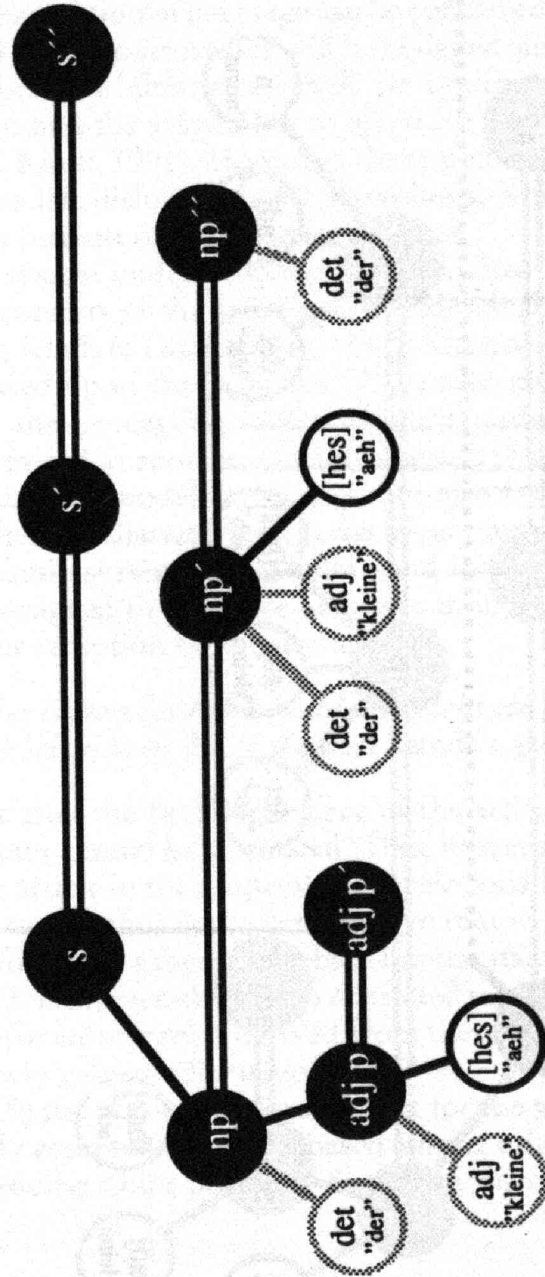 s
s´
s´´
np
np´
np´´
det
"der"
adj p
adj p´
det
"der"
adj
"kleine"
[hes]
"aeh"
det
"der"
adj
"kleine"
[hes]
"aeh"